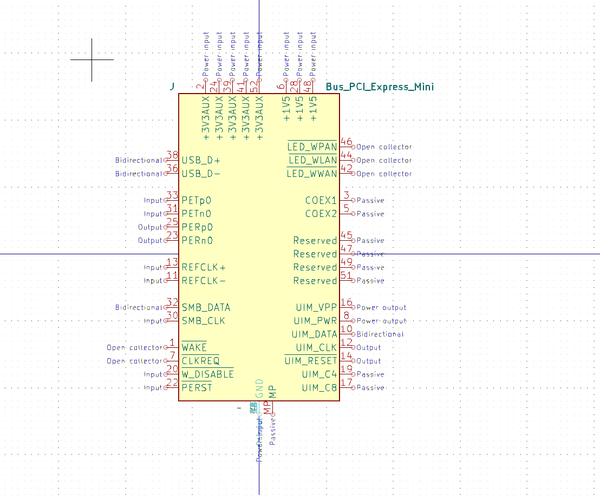 Power input Power input Power input Power input Power input Power input Power input Power input
J 2 24 39 41 52 6 28 48 Bus_PCI_Express_Mini
+3V3AUX +3V3AUX +3V3AUX +3V3AUX +3V3AUX +1V5 +1V5 +1V5
LED_WPAN 46 Open collector
Bidirectional 38 USB_D+ LED_WLAN 44 Open collector
Bidirectional 36 USB_D- LED_WWAN 42 Open collector
Input 33 PETp0 COEX1 3 Passive
Input 31 PETn0 COEX2 5 Passive
Output 25 PERp0
Output 23 PERn0 Reserved 45 Passive
Reserved 47 Passive
Input 13 REFCLK+ Reserved 49 Passive
Input 11 REFCLK- Reserved 51 Passive
Bidirectional 32 SMB_DATA UIM_VPP 16 Power output
Input 30 SMB_CLK UIM_PWR 8 Power output
UIM_DATA 10 Bidirectional
Open collector 1 WAKE UIM_CLK 12 Output
Open collector 7 CLKREQ UIM_RESET 14 Output
Input 20 W_DISABLE UIM_C4 19 Passive
Input 22 PERST UIM_C8 17 Passive
GND MP
MP
Power input Passive